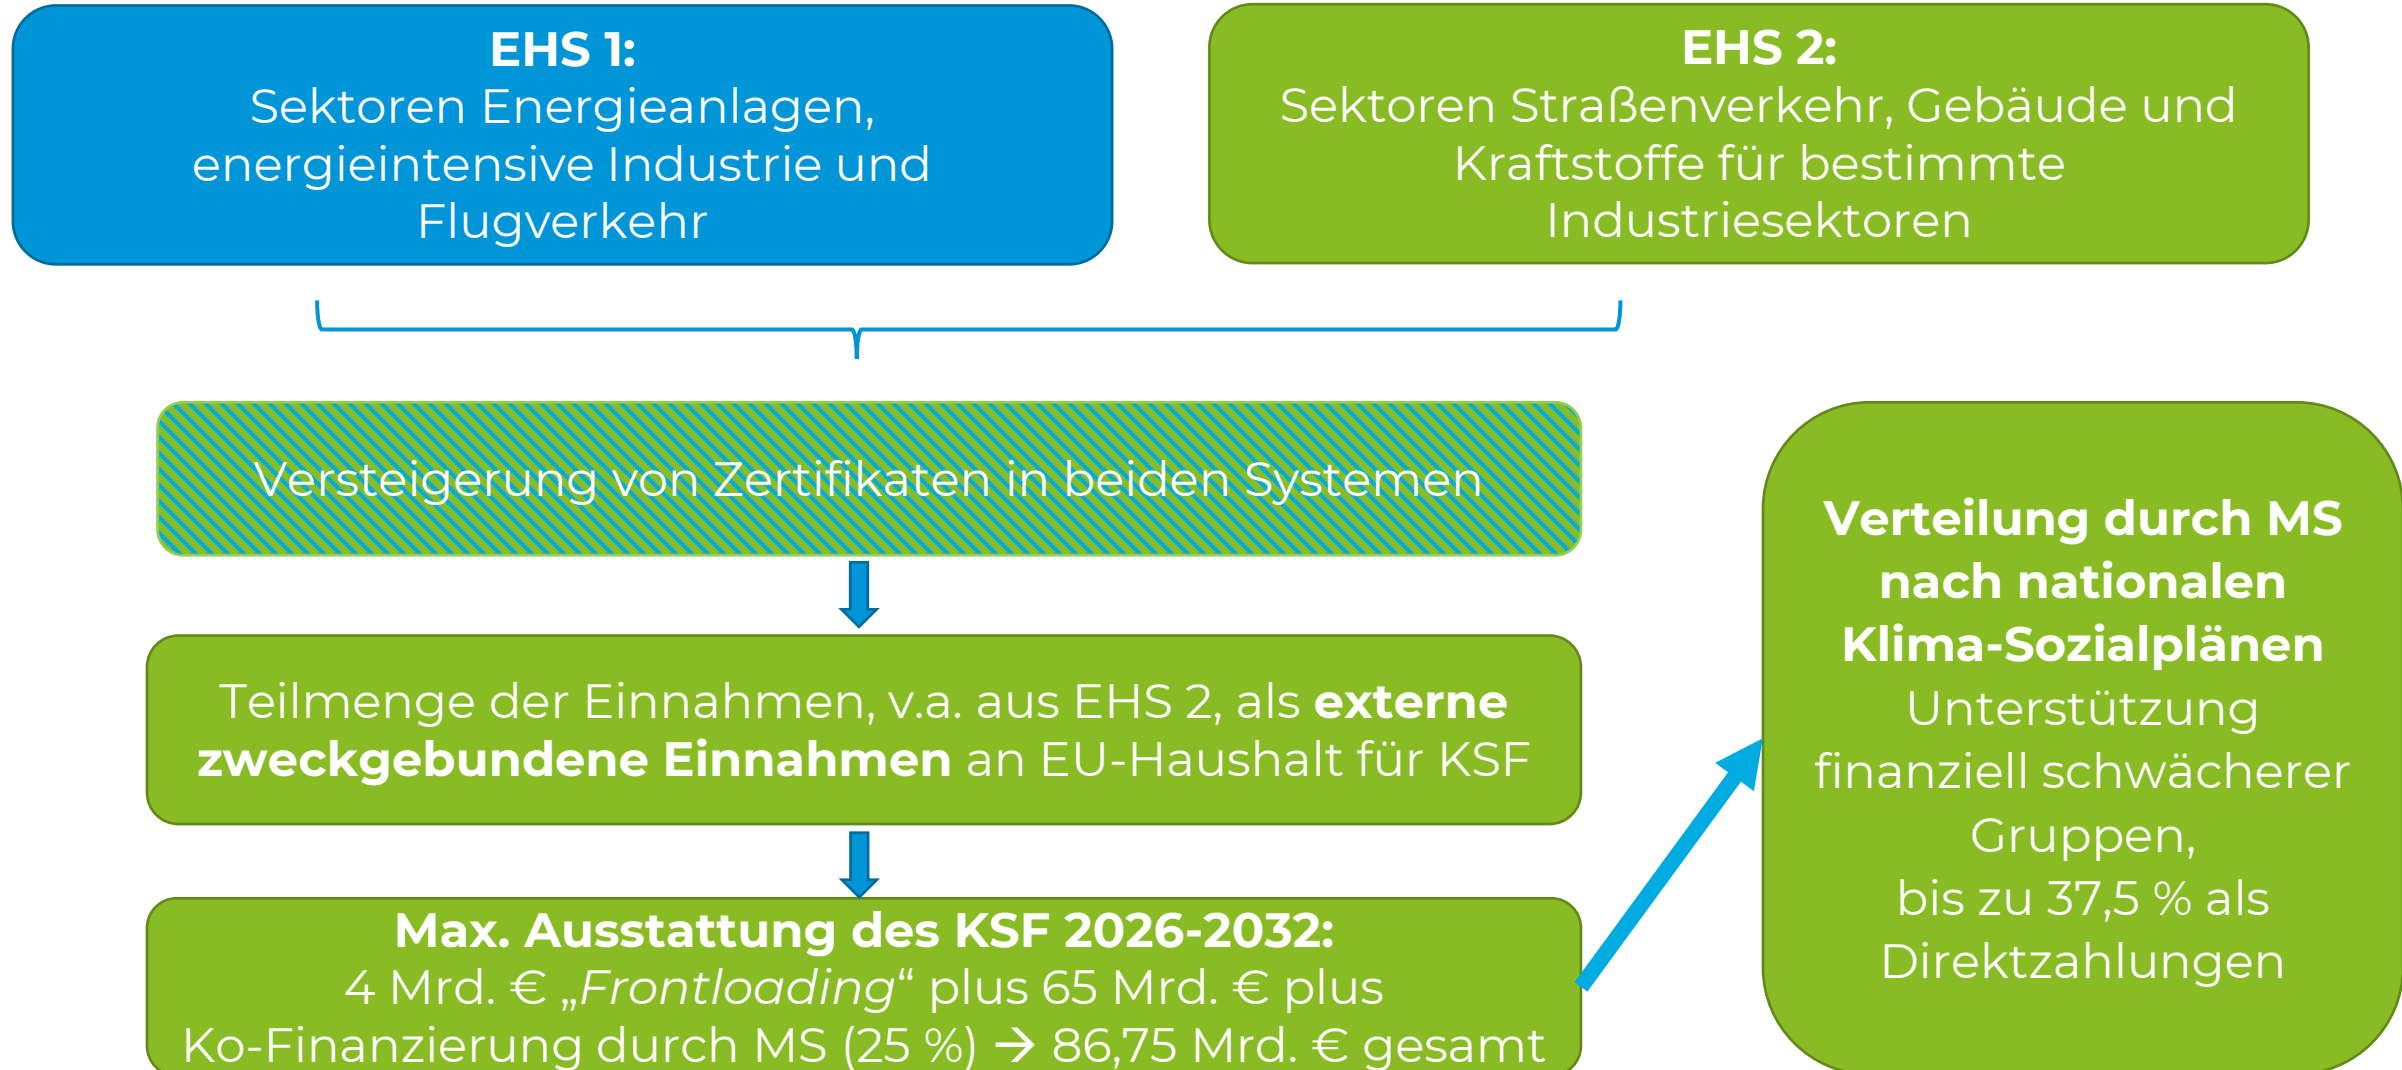 EHS 1:
Sektoren Energieanlagen,
energieintensive Industrie und
Flugverkehr
EHS 2:
Sektoren Straßenverkehr, Gebäude und
Kraftstoffe für bestimmte
Industriesektoren
Versteigerung von Zertifikaten in beiden Systemen
Teilmenge der Einnahmen, v.a. aus EHS 2, als externe
zweckgebundene Einnahmen an EU-Haushalt für KSF
Max. Ausstattung des KSF 2026-2032:
4 Mrd. € „Frontloading“ plus 65 Mrd. € plus
Ko-Finanzierung durch MS (25 %) → 86,75 Mrd. € gesamt
Verteilung durch MS
nach nationalen
Klima-Sozialplänen
Unterstützung
finanziell schwächerer
Gruppen,
bis zu 37,5 % als
Direktzahlungen